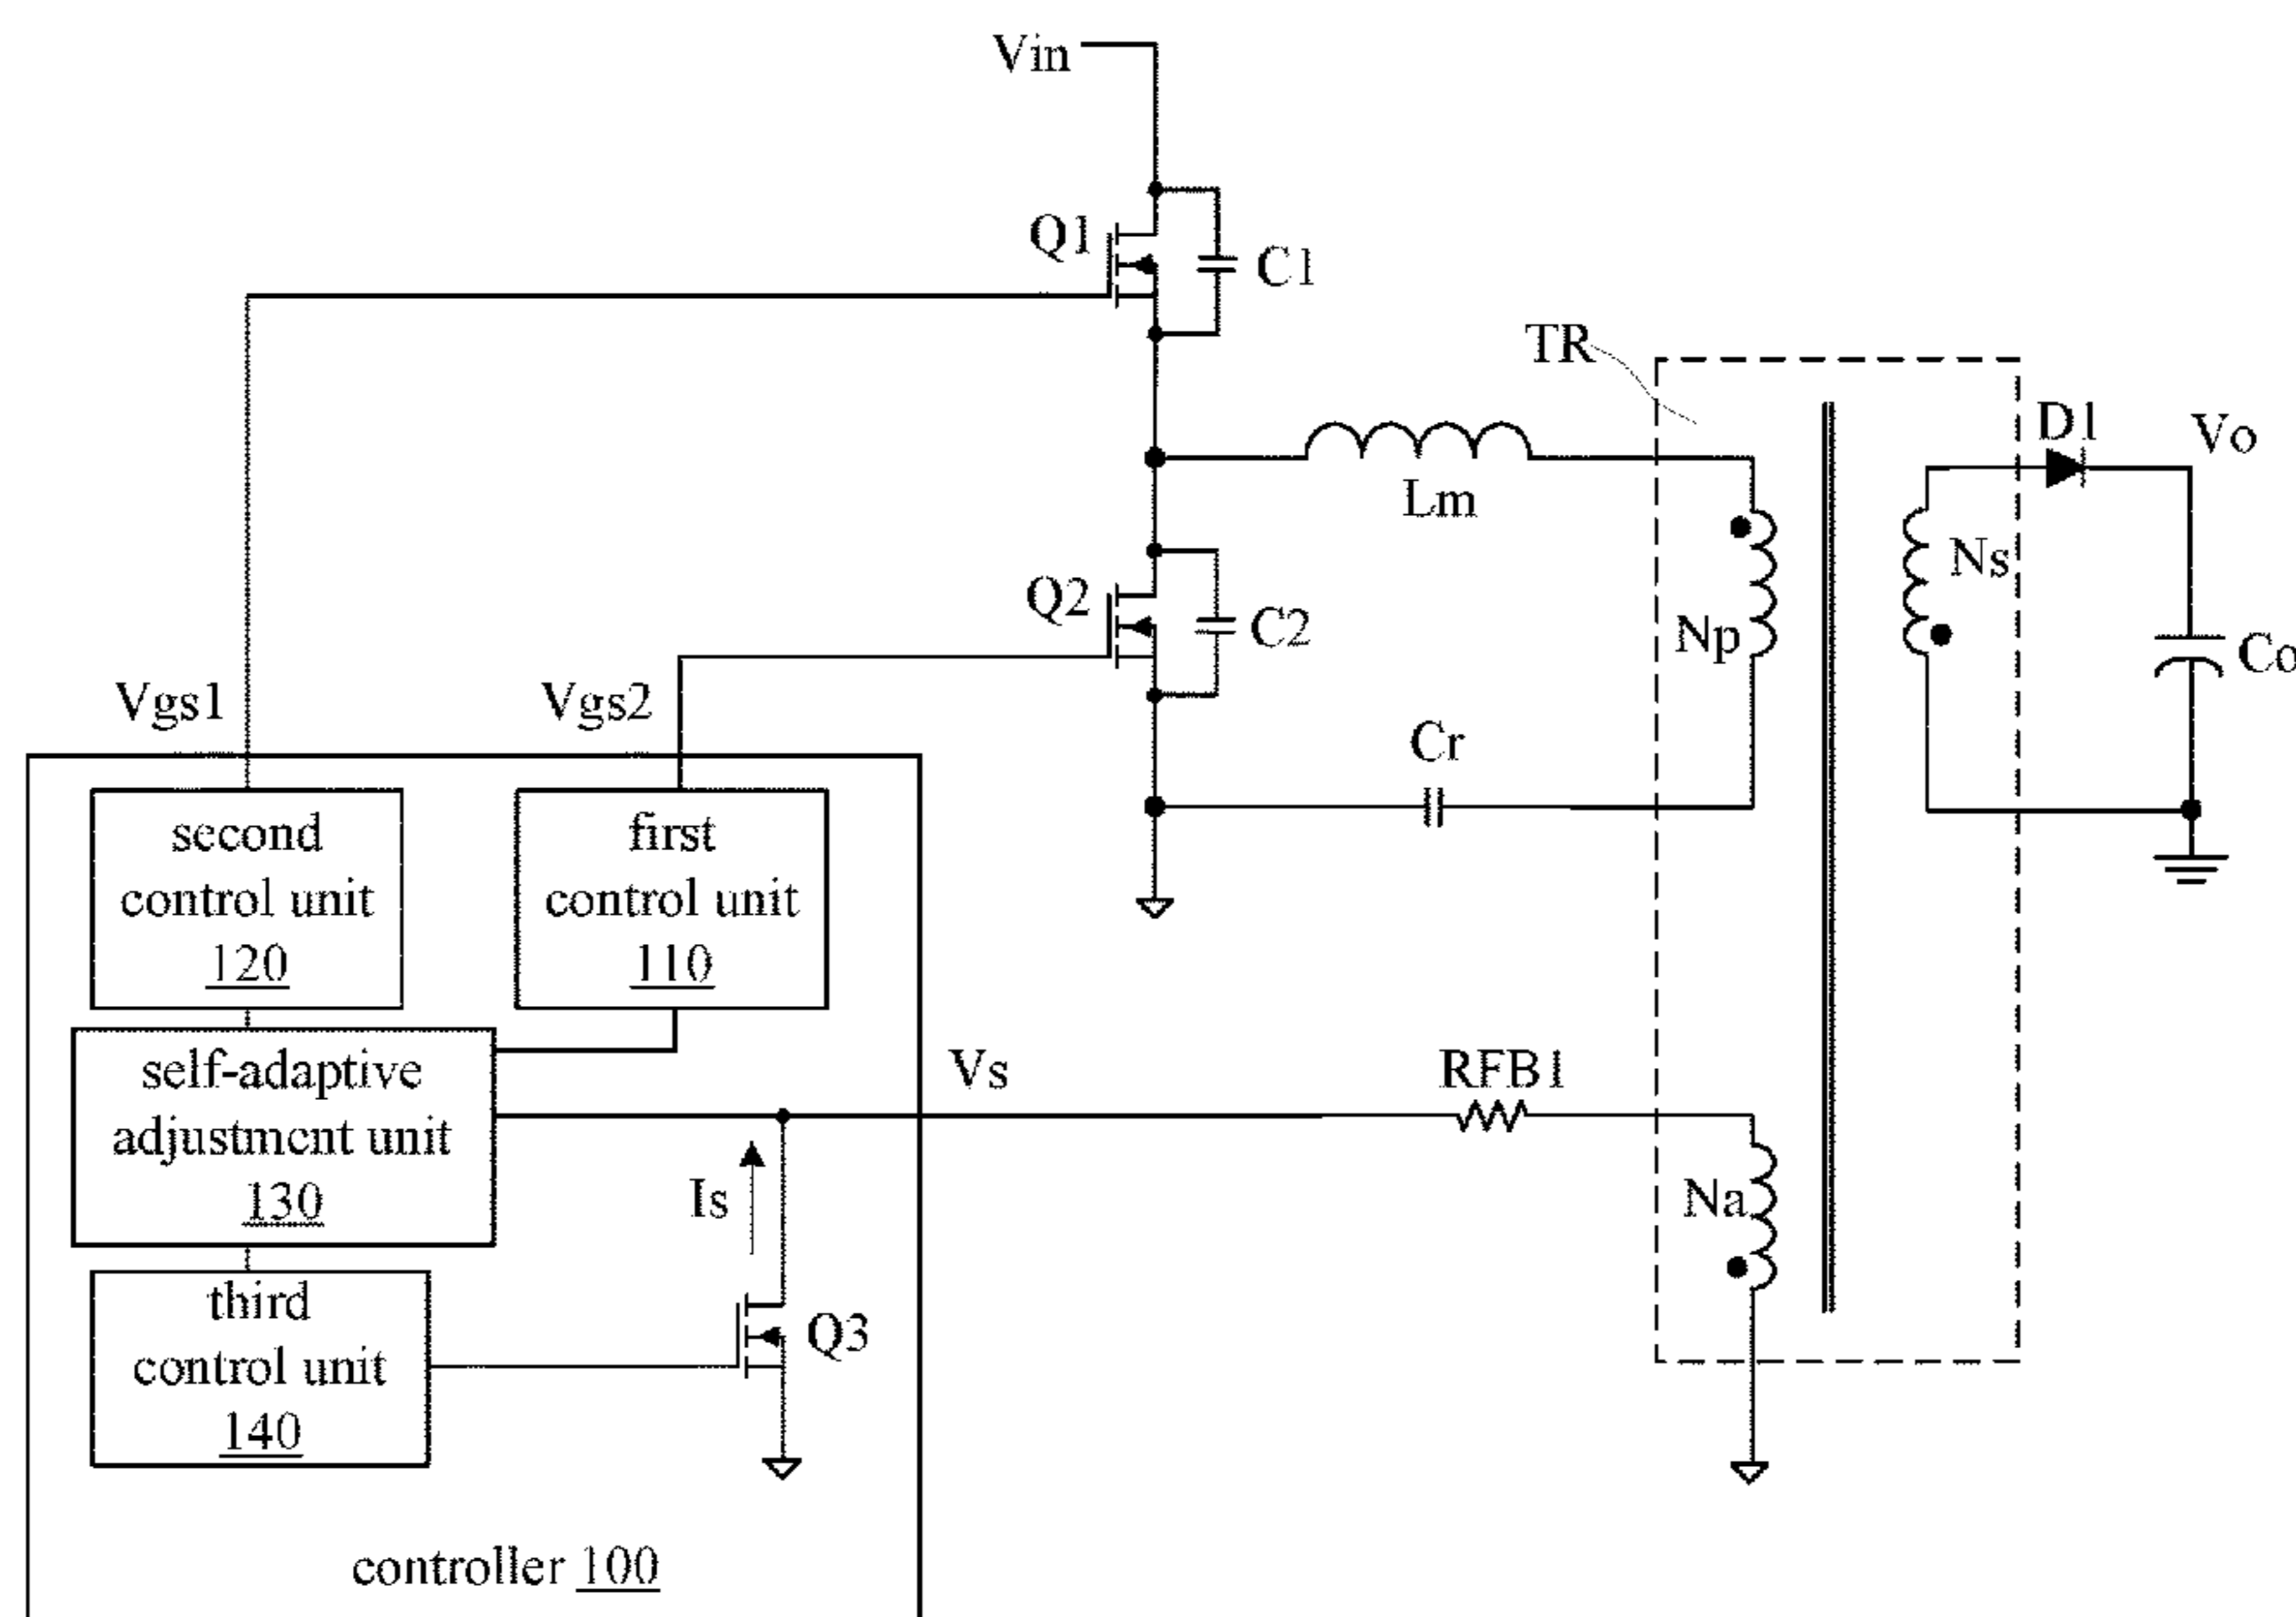 Vin
Q1
C1
TR
D1
Vo
Lm
Ns
Q2
C2
Np
Co
Vgs1
Vgs2
Cr
second
control unit
120
first
control unit
110
self-adaptive
adjustment unit
130
Vs
RFB1
Is
Na
third
control unit
140
Q3
controller 100